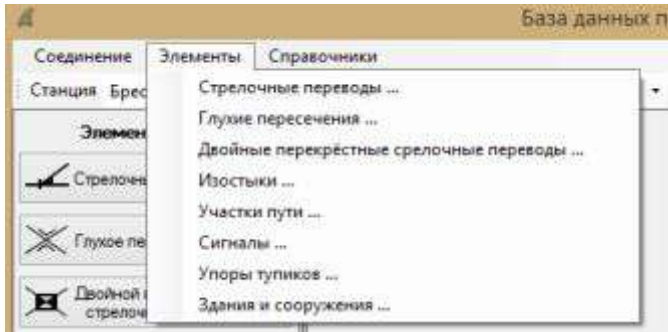 База данных п
Соединение Элементы Справочники
Станция Брес
Стрелочные переводы ...
Глухие пересечения ...
Двойные перекрёстные срелочные переводы ...
Изостыки ...
Участки пути ...
Сигналы ...
Упоры тупиков ...
Здания и сооружения ...
Элемен
Стрелочнь
Глухое пе
Двойной п
стрелоч